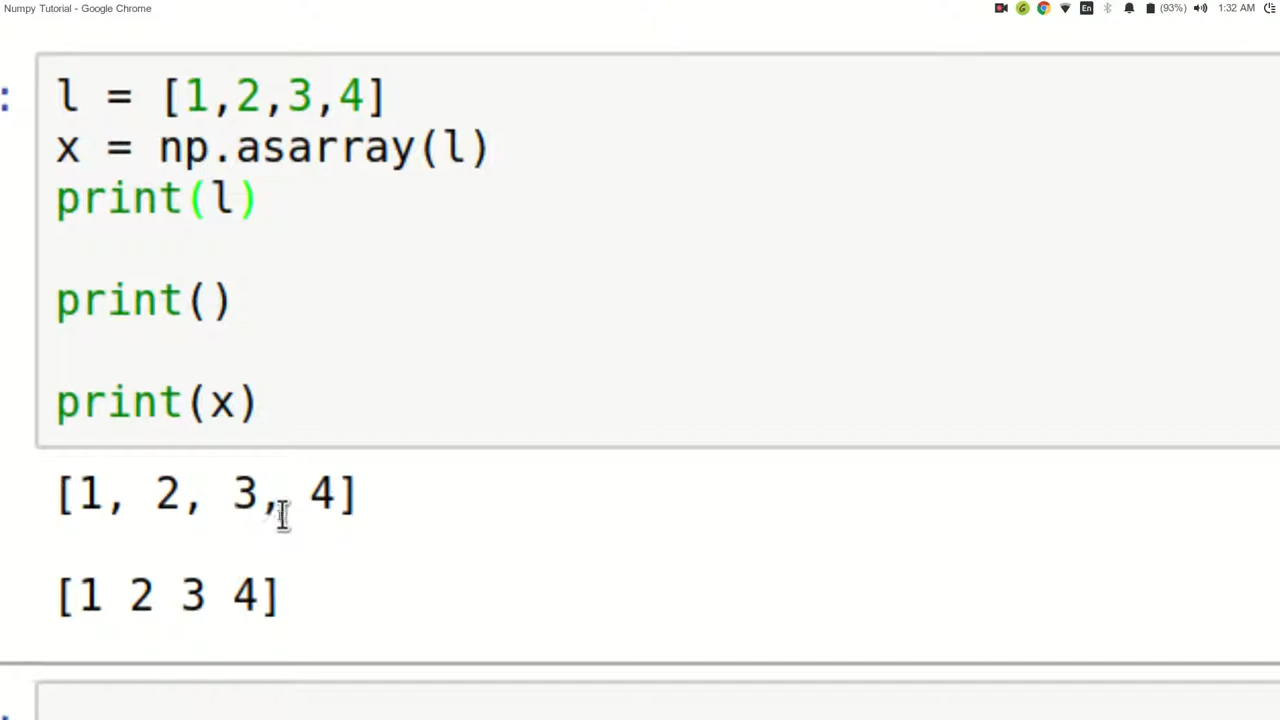 Numpy Tutorial - Google Chrome
En (93%) 1:32 AM
: l = [1,2,3,4]
x = np.asarray(l)
print(l)
print()
print(x)
[1, 2, 3, 4]
[1 2 3 4]
: